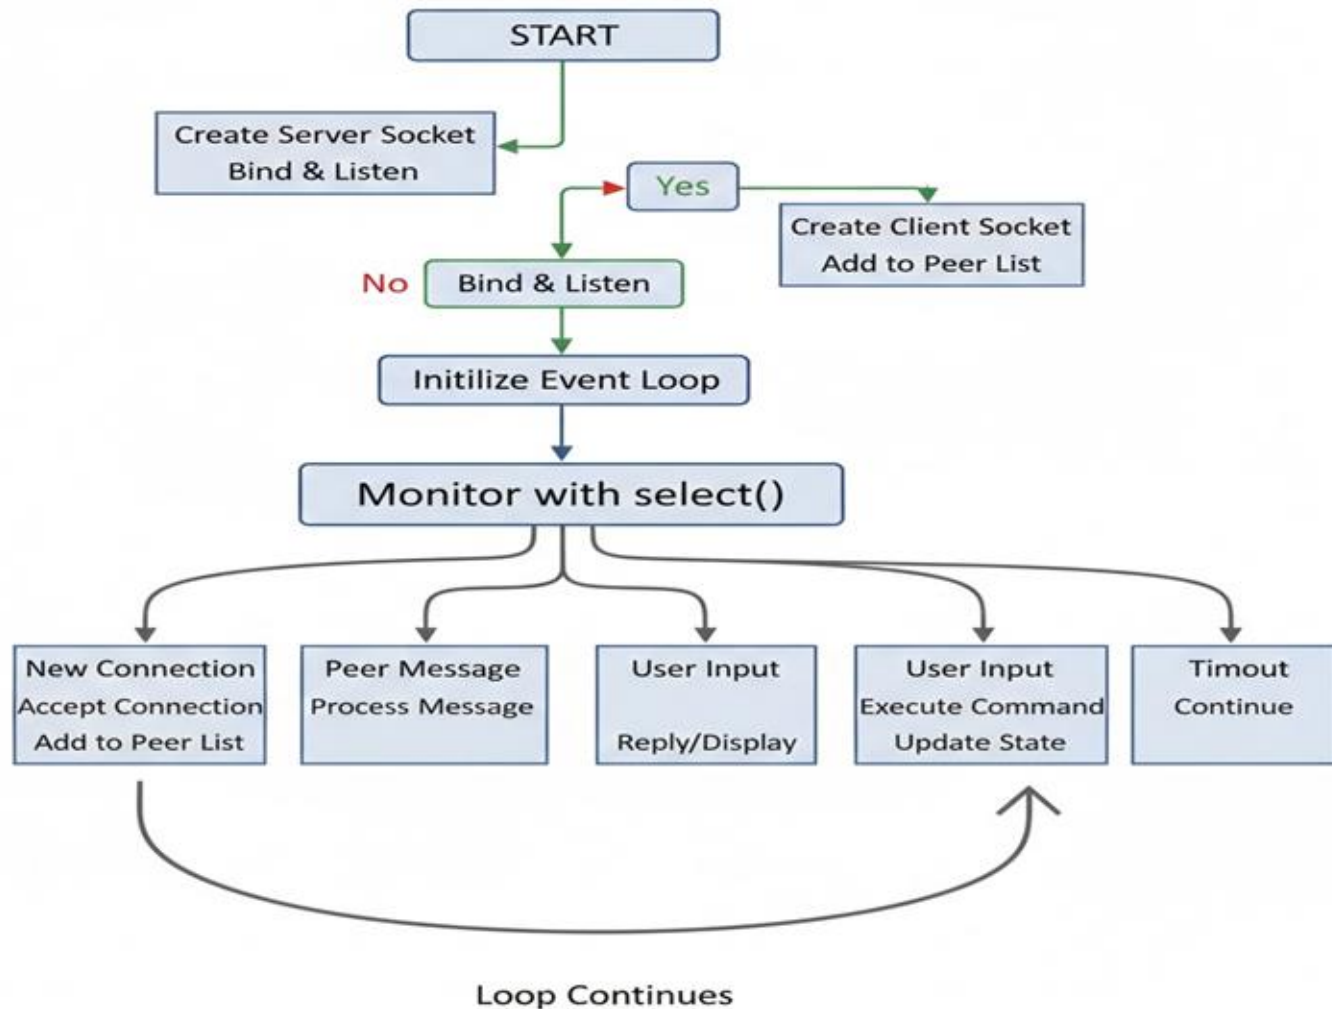 START
Create Server Socket
Bind & Listen
Yes
Create Client Socket
Add to Peer List
No
Bind & Listen
Initilize Event Loop
Monitor with select()
New Connection
Accept Connection
Add to Peer List
Peer Message
Process Message
User Input
Reply/Display
User Input
Execute Command
Update State
Timout
Continue
Loop Continues